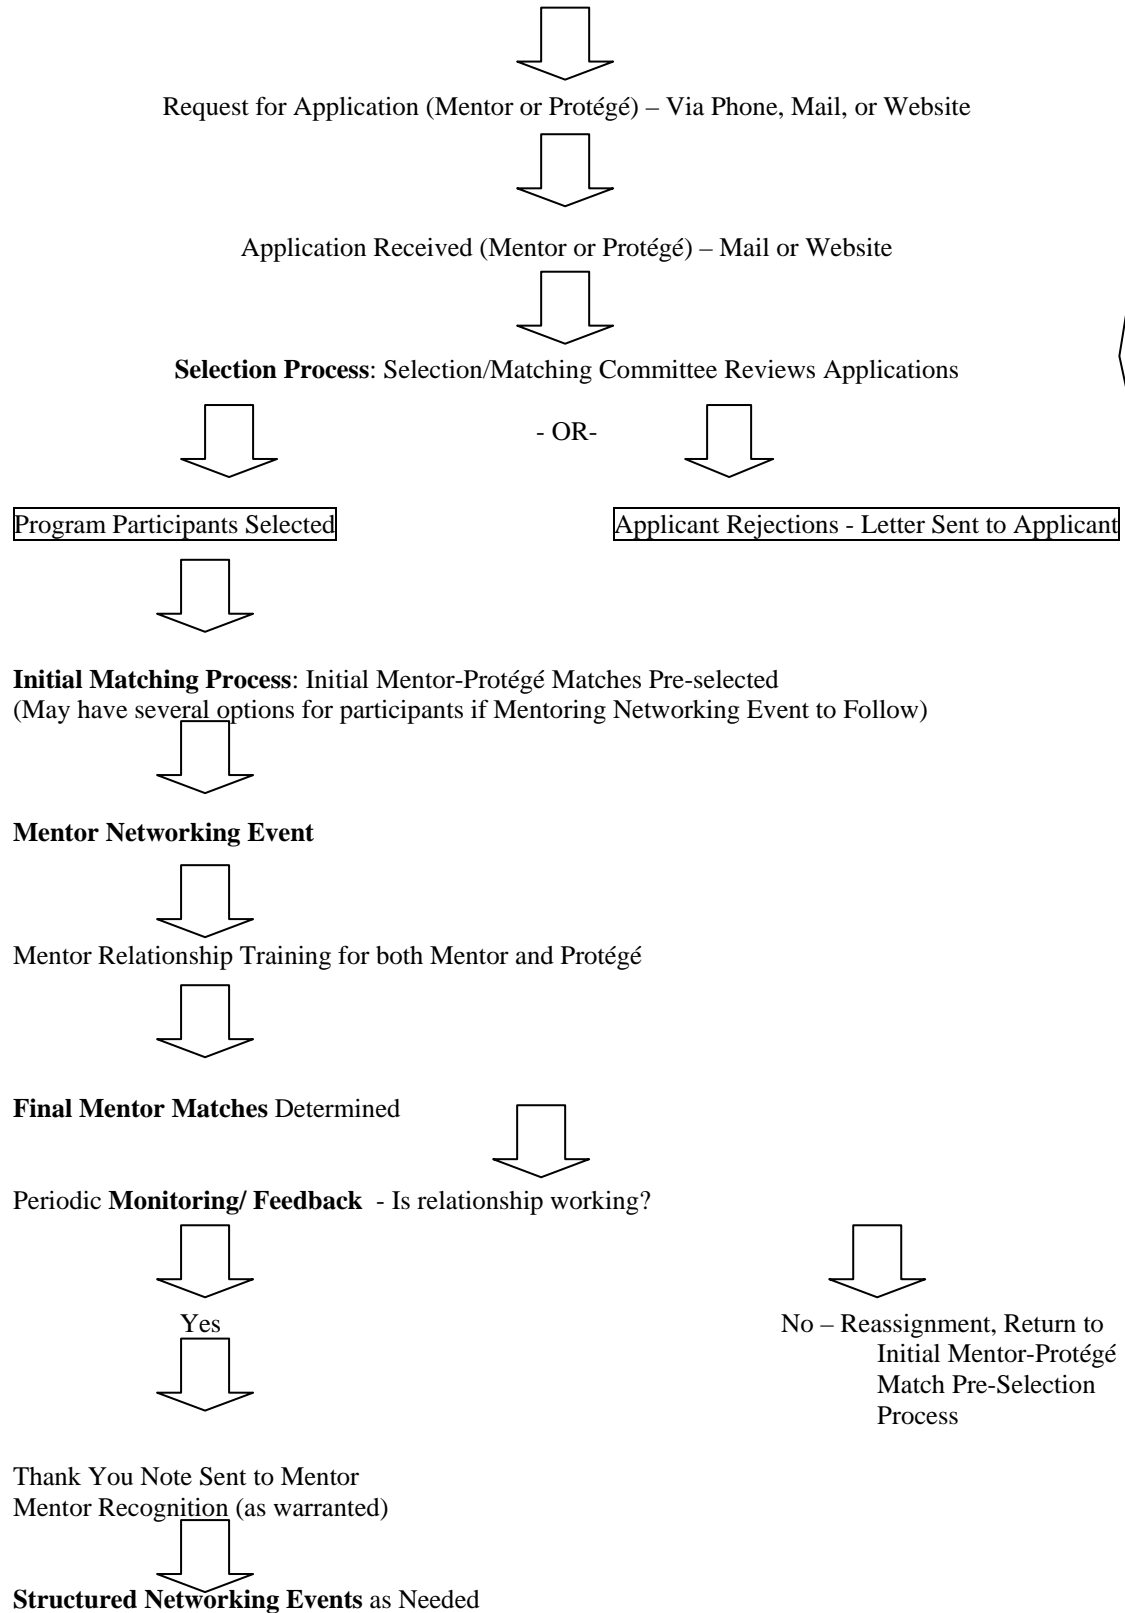 Request for Application (Mentor or Protégé) – Via Phone, Mail, or Website
Application Received (Mentor or Protégé) – Mail or Website
Selection Process: Selection/Matching Committee Reviews Applications
- OR-
Program Participants Selected
Applicant Rejections - Letter Sent to Applicant
Initial Matching Process: Initial Mentor-Protégé Matches Pre-selected
(May have several options for participants if Mentoring Networking Event to Follow)
Mentor Networking Event
Mentor Relationship Training for both Mentor and Protégé
Final Mentor Matches Determined
Periodic Monitoring/ Feedback - Is relationship working?
Yes
No – Reassignment, Return to
Initial Mentor-Protégé
Match Pre-Selection
Process
Thank You Note Sent to Mentor
Mentor Recognition (as warranted)
Structured Networking Events as Needed